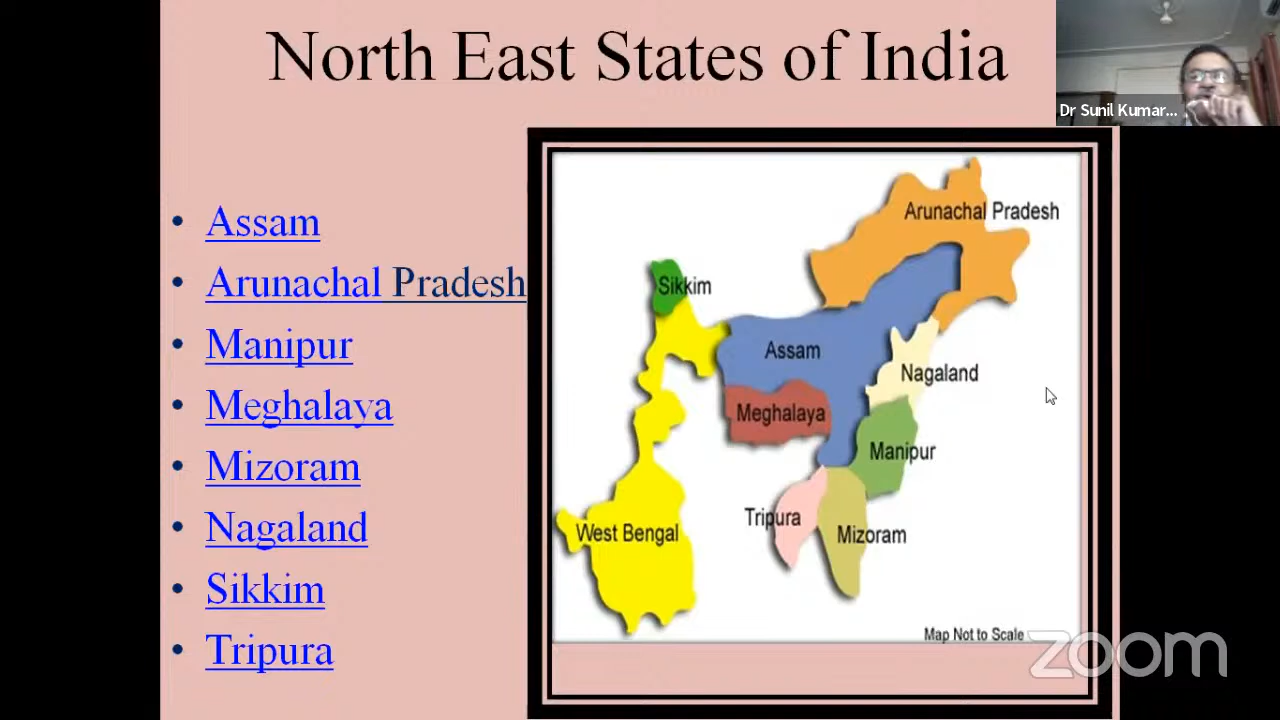 North East States of India
Dr Sunil Kumar...
• Assam
• Arunachal Pradesh
• Manipur
• Meghalaya
• Mizoram
• Nagaland
• Sikkim
• Tripura
Arunachal Pradesh
Sikkim
Assam
Nagaland
Meghalaya
Manipur
Tripura
West Bengal
Mizoram
Map Not to Scale
zoom